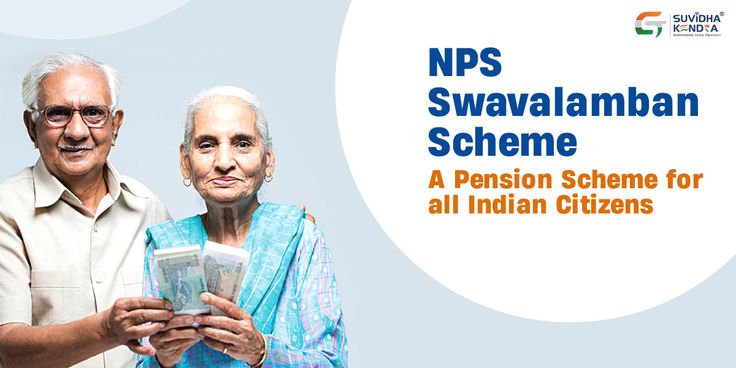 SUVIDHA®
KENDRA
NPS
Swavalamban
Scheme
A Pension Scheme for
all Indian Citizens